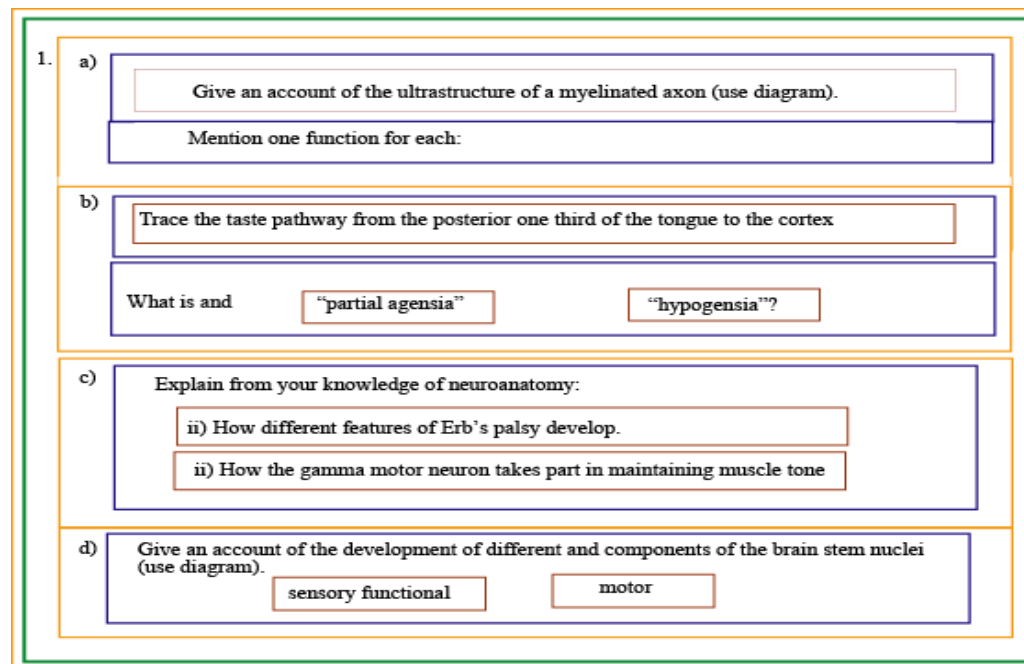 1.
a)
Give an account of the ultrastructure of a myelinated axon (use diagram).
Mention one function for each:
b)
Trace the taste pathway from the posterior one third of the tongue to the cortex
What is and “partial agensia” “hypogensia”?
c)
Explain from your knowledge of neuroanatomy:
ii) How different features of Erb’s palsy develop.
ii) How the gamma motor neuron takes part in maintaining muscle tone
d)
Give an account of the development of different and components of the brain stem nuclei
(use diagram).
sensory functional motor